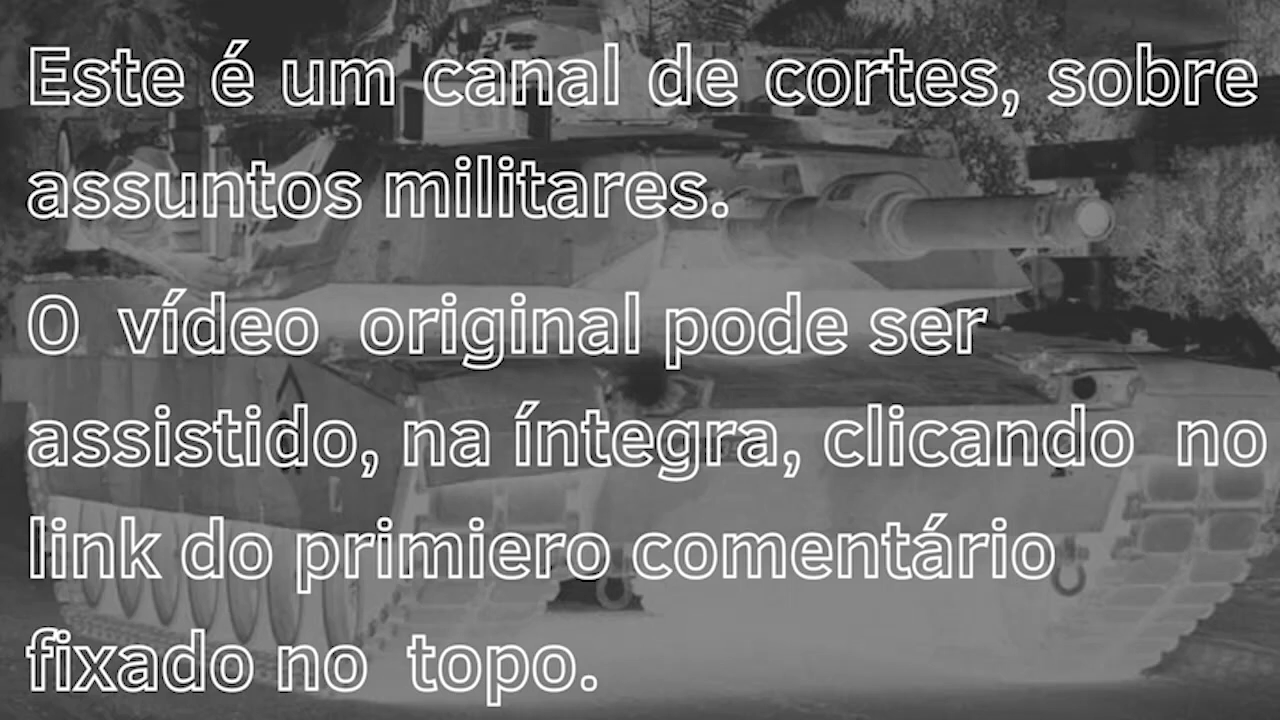 Este é um canal de cortes, sobre
assuntos militares.
O vídeo original pode ser
assistido, na íntegra, clicando no
link do primiero comentário
fixado no topo.